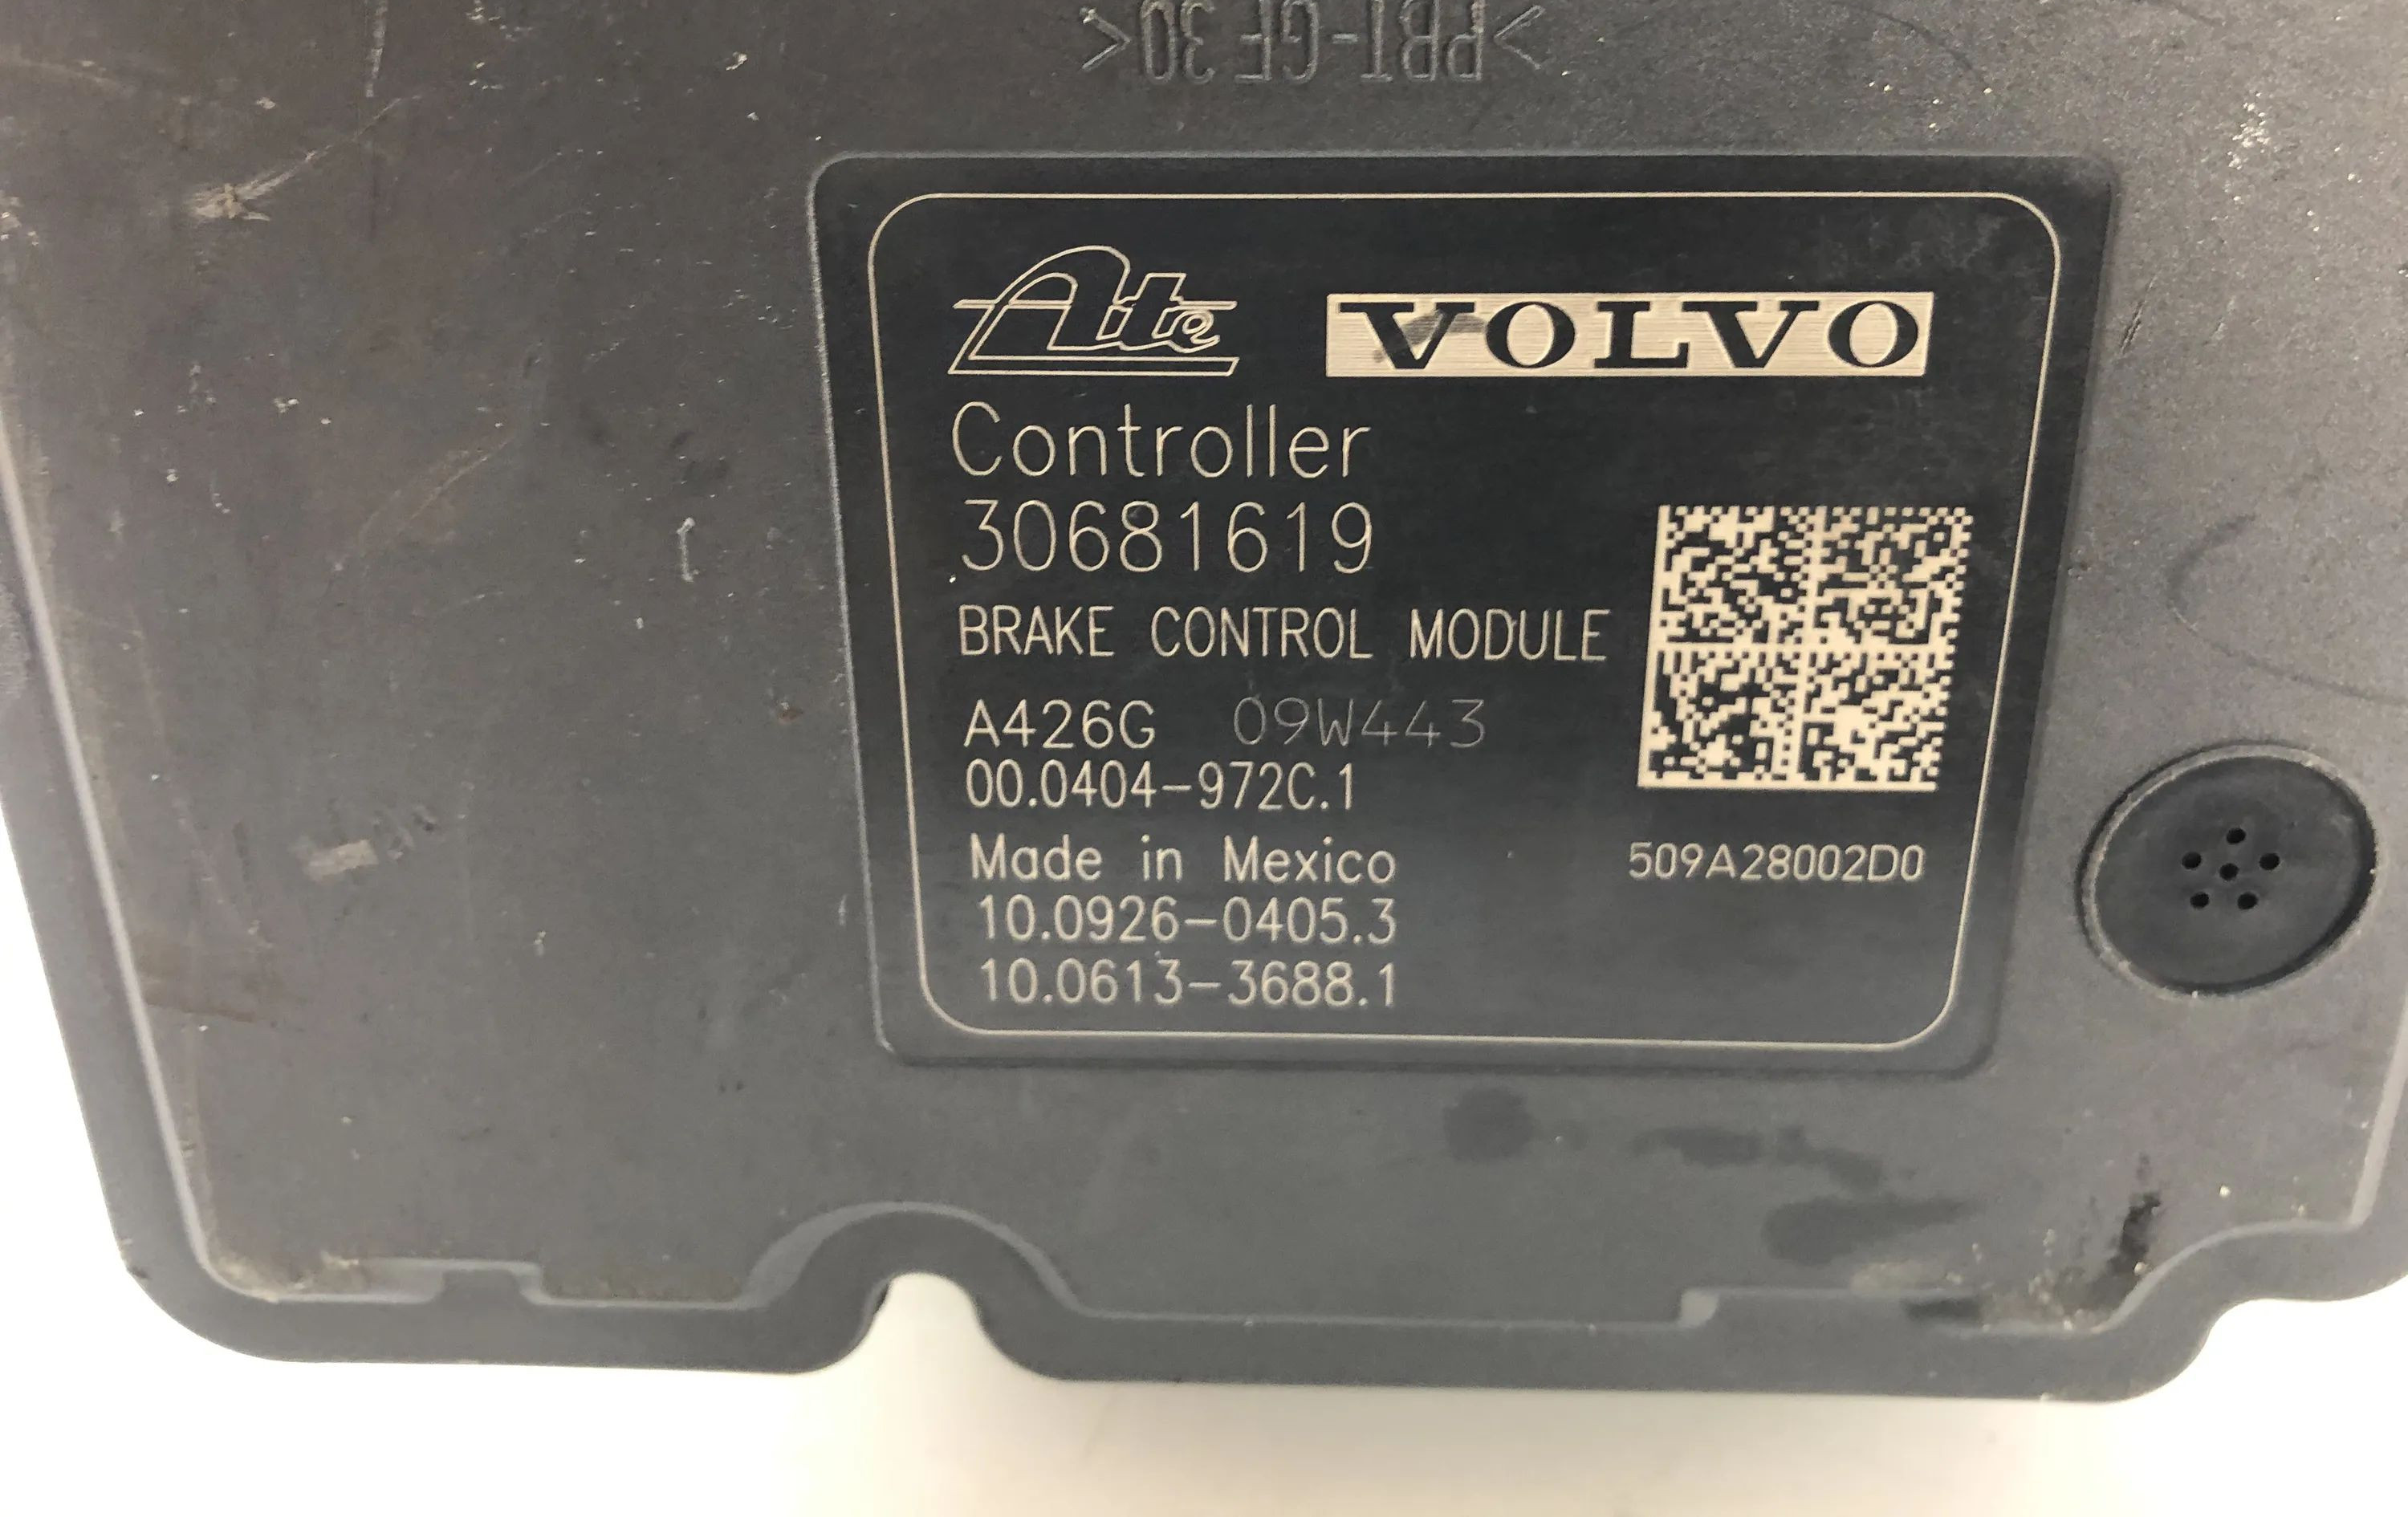 >PBT-GF 30<
Ate VOLVO
Controller
30681619
BRAKE CONTROL MODULE
A426G 09W443
00.0404-972C.1
Made in Mexico
509A28002D0
10.0926-0405.3
10.0613-3688.1